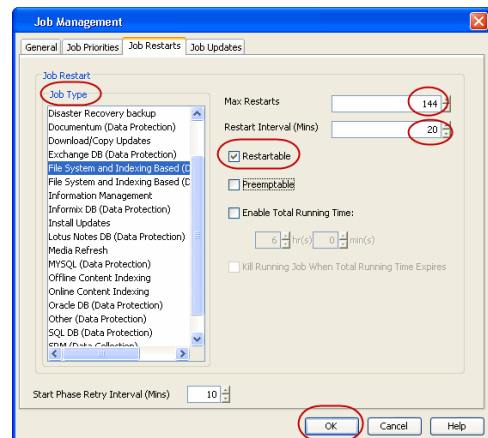 Job Management
General Job Priorities Job Restarts Job Updates
Job Restart
Job Type
Disaster Recovery backup
Documentum (Data Protection)
Download/Copy Updates
Exchange DB (Data Protection)
File System and Indexing Based (D
File System and Indexing Based (D
Information Management
Informix DB (Data Protection)
Install Updates
Lotus Notes DB (Data Protection)
Media Refresh
MYSQL (Data Protection)
Offline Content Indexing
Online Content Indexing
Oracle DB (Data Protection)
Other (Data Protection)
SQL DB (Data Protection)
SRM (Data Collection)
Max Restarts 144
Restart Interval (Mins) 20
Restartable
Preemptable
Enable Total Running Time:
6 hr(s) 0 min(s)
Kill Running Job When Total Running Time Expires
Start Phase Retry Interval (Mins) 10
OK Cancel Help